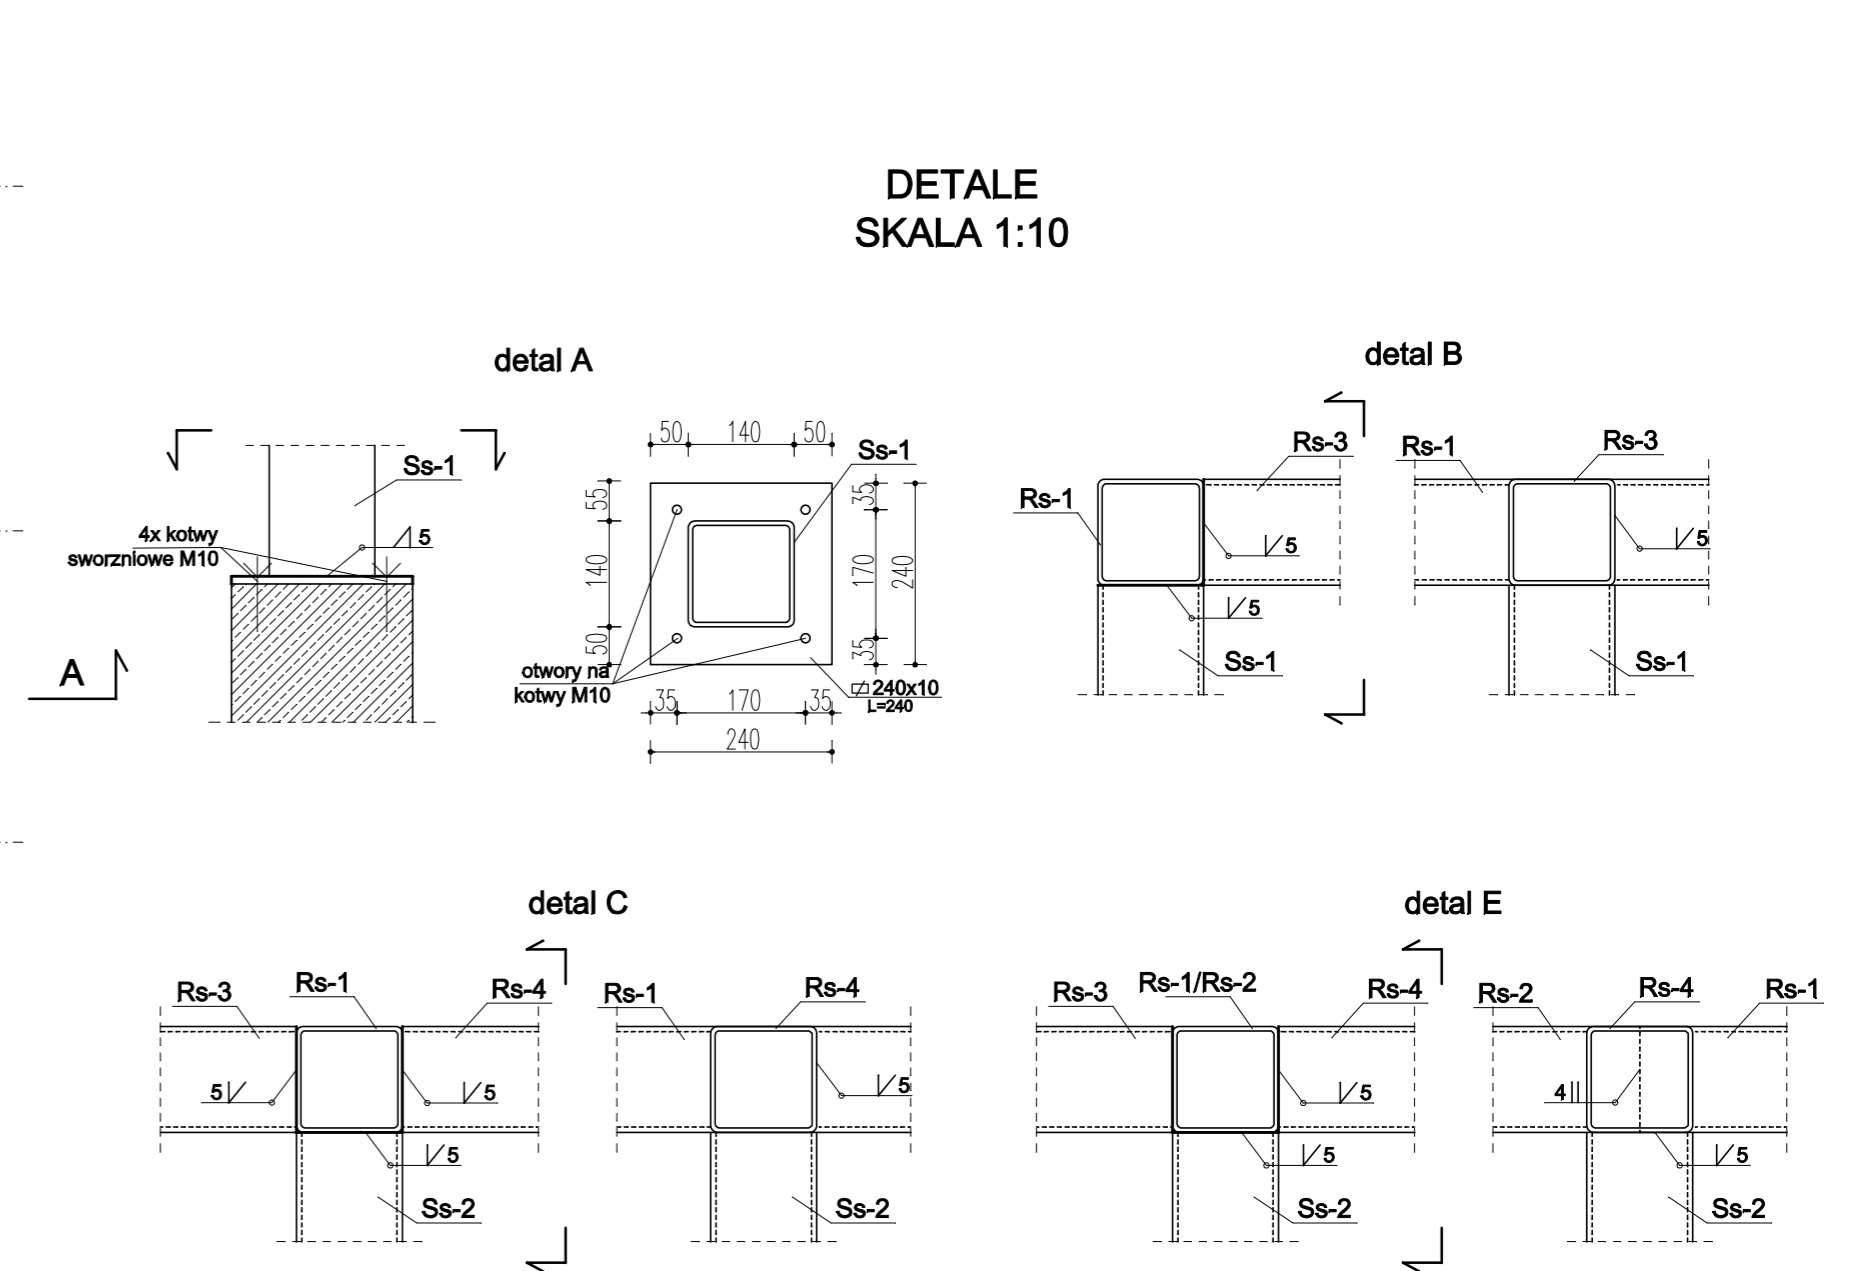 DETALE
SKALA 1:10
detal A
Ss-1
4x kotwy
sworzniowe M10
5
A
50
140
50
Ss-1
55
140
50
35
170
35
240
otwory na
kotwy M10
240x10
L=240
35
170
35
240
detal B
Rs-3
Rs-1
5
5
Ss-1
Rs-1
Rs-3
5
Ss-1
detal C
Rs-3
Rs-1
Rs-4
5
5
5
Ss-2
Rs-1
Rs-4
5
Ss-2
detal E
Rs-3
Rs-1/Rs-2
Rs-4
5
5
Ss-2
Rs-2
Rs-4
Rs-1
4
5
Ss-2